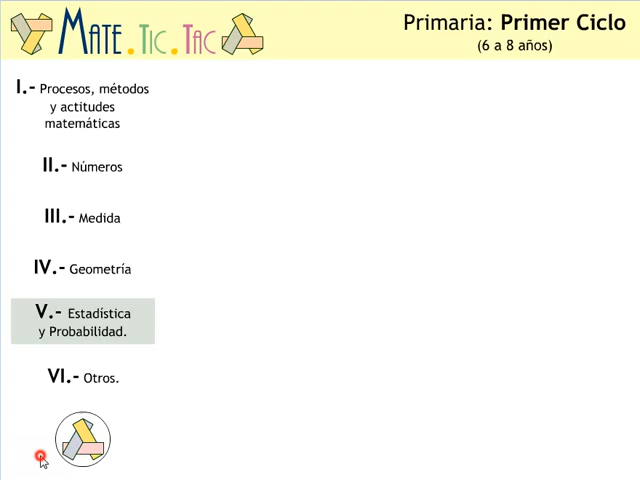 MATE.TIC.TAC
Primaria: Primer Ciclo
(6 a 8 años)
I.- Procesos, métodos
y actitudes
matemáticas
II.- Números
III.- Medida
IV.- Geometría
V.- Estadística
y Probabilidad.
VI.- Otros.